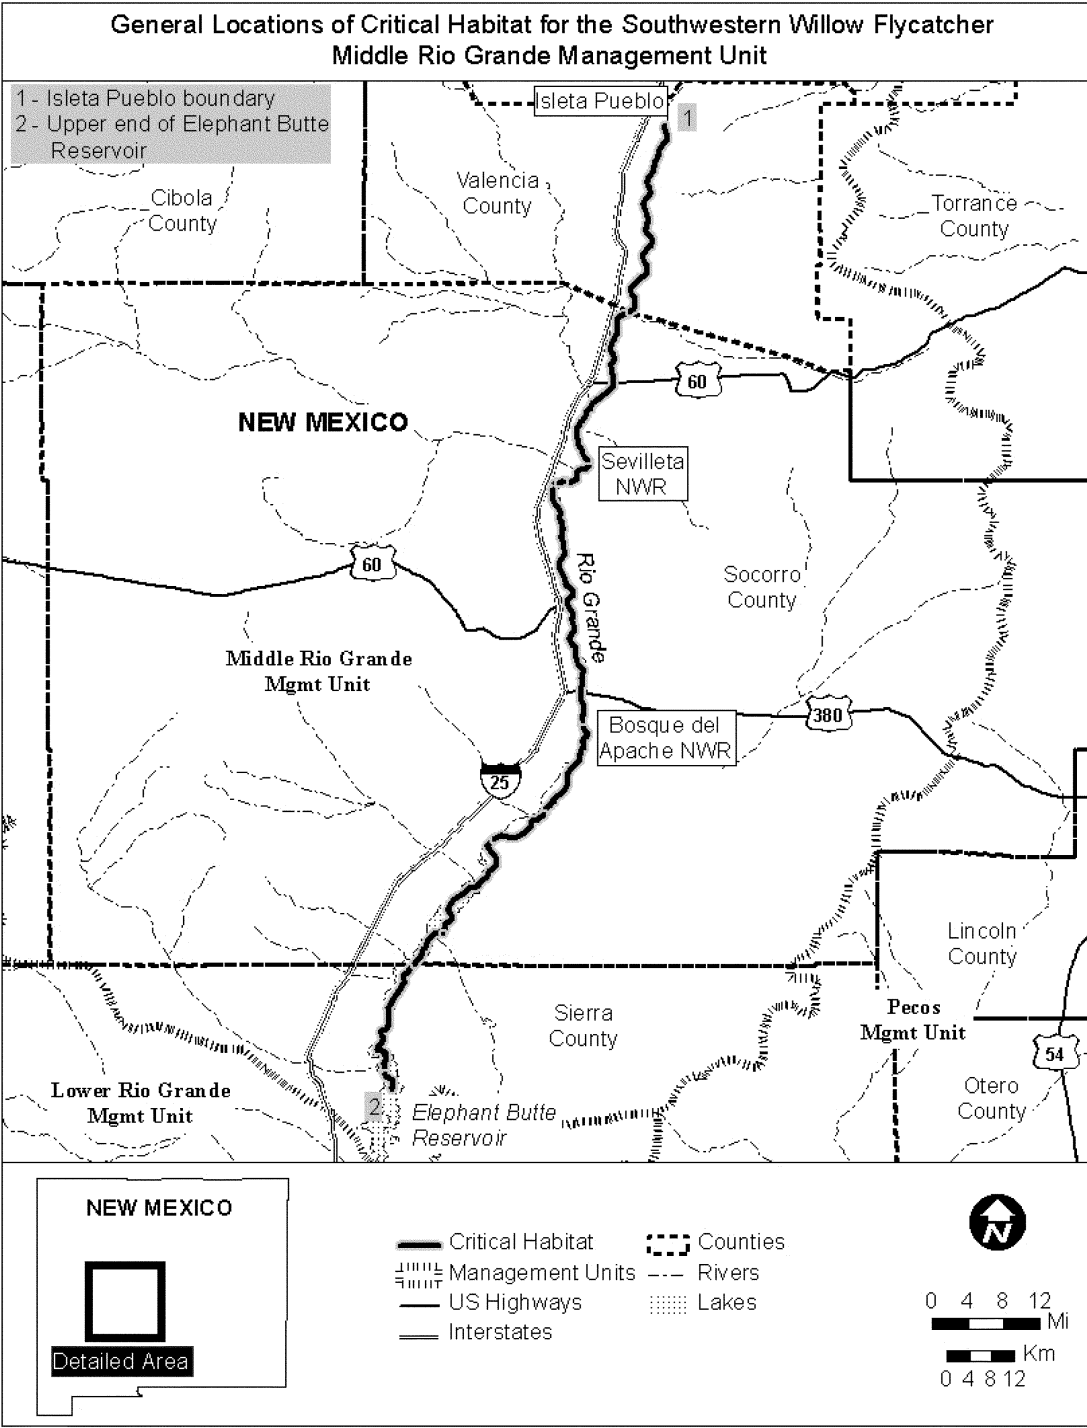 General Locations of Critical Habitat for the Southwestern Willow Flycatcher
Middle Rio Grande Management Unit
1 - Isleta Pueblo boundary
2 - Upper end of Elephant Butte
Reservoir
Isleta Pueblo
1
Cibola
County
Valencia
County
Torrance
County
60
NEW MEXICO
Sevilleta
NWR
60
Rio Grande
Socorro
County
Middle Rio Grande
Mgmt Unit
380
Bosque del
Apache NWR
25
Lincoln
County
Sierra
County
Pecos
Mgmt Unit
54
Lower Rio Grande
Mgmt Unit
2
Elephant Butte
Reservoir
Otero
County
NEW MEXICO
Detailed Area
Critical Habitat
Management Units
US Highways
Interstates
Counties
Rivers
Lakes
N
0 4 8 12
Mi
Km
0 4 8 12